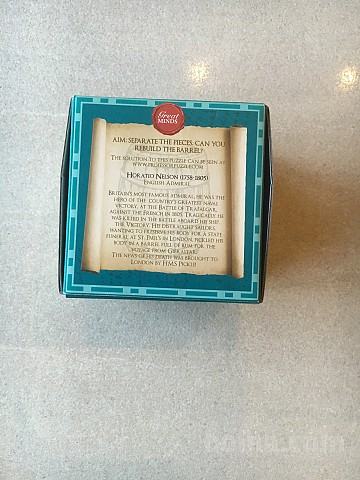 Great
MINDS
AIM: SEPARATE THE PIECES; CAN YOU
REBUILD THE BARREL?
THE SOLUTION TO THIS PUZZLE CAN BE SEEN AT
WWW.PROFESSORPUZZLE.COM
HORATIO NELSON (1758-1805)
ENGLISH ADMIRAL
BRITAIN'S MOST FAMOUS ADMIRAL, HE WAS THE
HERO OF THE COUNTRY'S GREATEST NAVAL
VICTORY, AT THE BATTLE OF TRAFALGAR,
AGAINST THE FRENCH IN 1805. TRAGICALLY, HE
WAS KILLED IN THE BATTLE ABOARD HIS SHIP,
THE VICTORY. HIS DISTRAUGHT SAILORS,
WANTING TO PRESERVE HIS BODY FOR A STATE
FUNERAL AT ST. PAUL'S IN LONDON, PICKLED HIS
BODY IN A BARREL FULL OF RUM FOR THE
VOYAGE FROM GIBRALTAR!
THE NEWS OF HIS DEATH WAS BROUGHT TO
LONDON BY HMS PICKLE!
bolha.com